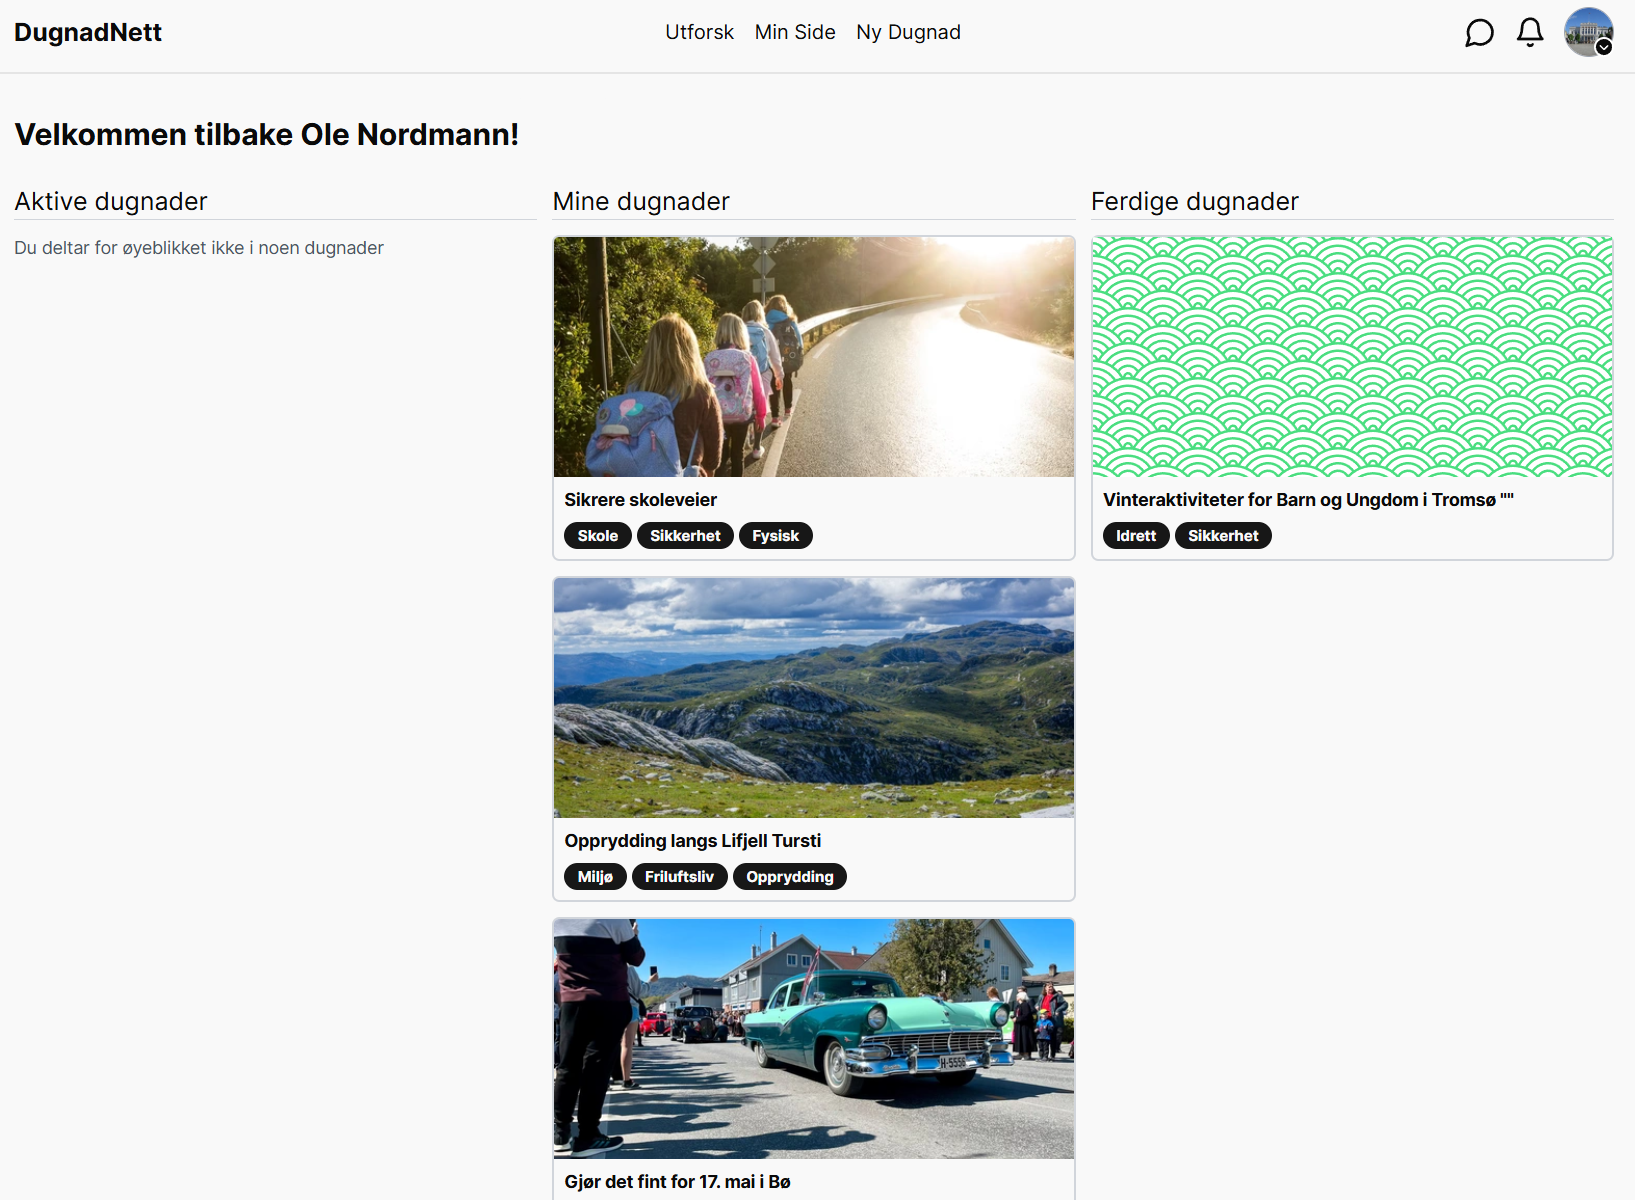 DugnadNett
Utforsk Min Side Ny Dugnad
Velkommen tilbake Ole Nordmann!
Aktive dugnader
Du deltar for øyeblikket ikke i noen dugnader
Mine dugnader
Sikrere skoleveier
Skole Sikkerhet Fysisk
Opprydding langs Lifjell Tursti
Miljø Friluftsliv Opprydding
H-5556
Gjør det fint for 17. mai i Bø
Ferdige dugnader
Vinteraktiviteter for Barn og Ungdom i Tromsø ""
Idrett Sikkerhet